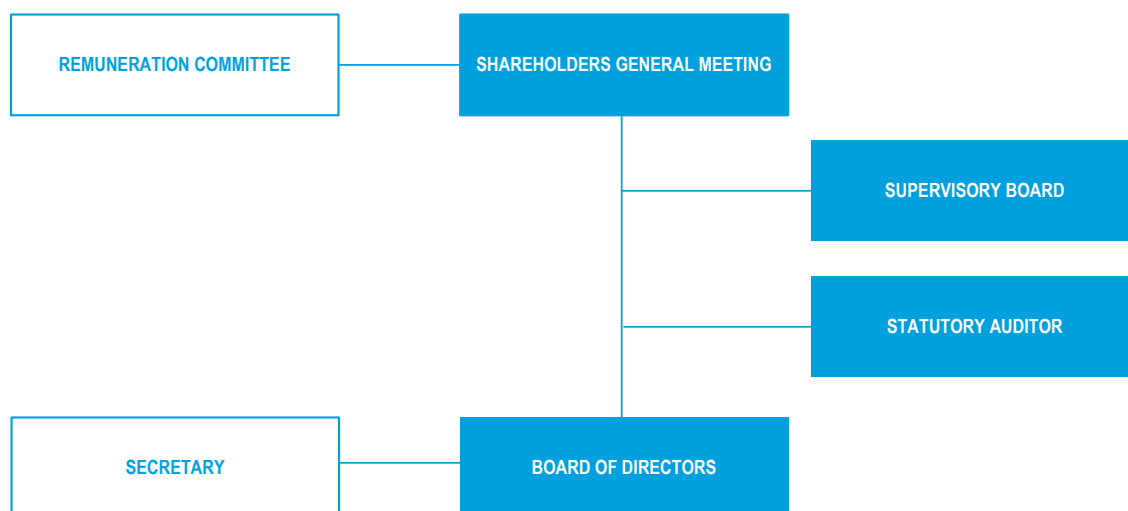 REMUNERATION COMMITTEE
SHAREHOLDERS GENERAL MEETING
SUPERVISORY BOARD
STATUTORY AUDITOR
SECRETARY
BOARD OF DIRECTORS